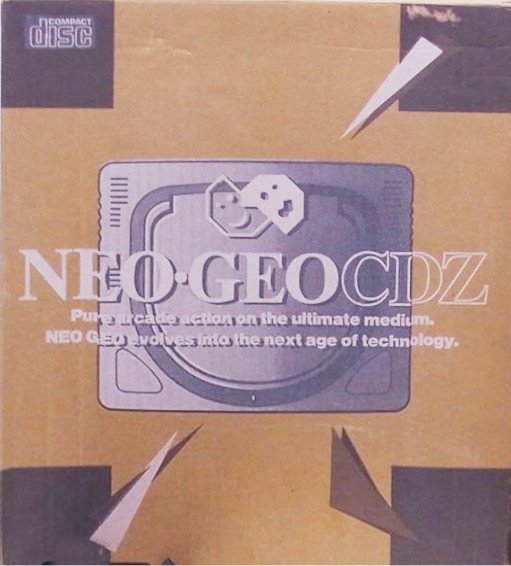 COMPACT
disc
NEO·GEO CDZ
Pure arcade action on the ultimate medium.
NEO GEO evolves into the next age of technology.